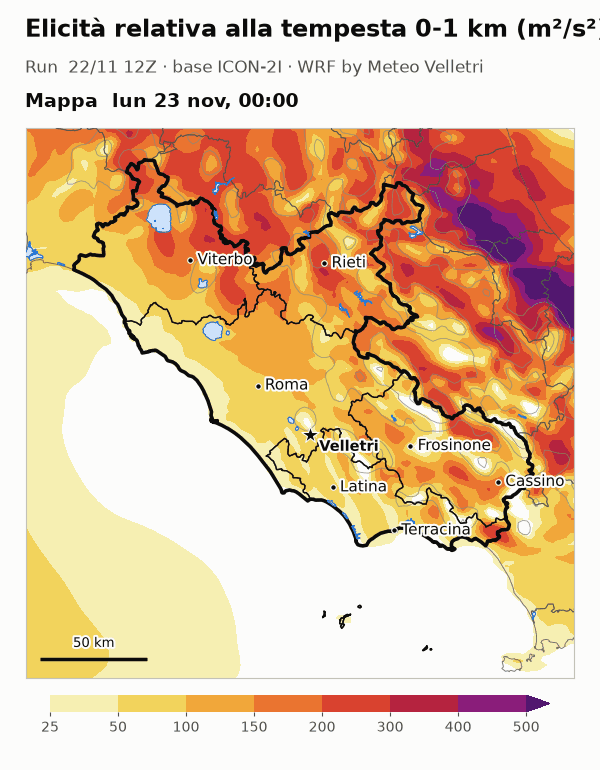 Elicità relativa alla tempesta 0-1 km (m²/s²)
Run  22/11 12Z · base ICON-2I · WRF by Meteo Velletri
Mappa  lun 23 nov, 00:00
Viterbo
Rieti
Roma
Velletri
Frosinone
Cassino
Latina
Terracina
50 km
25 50 100 150 200 300 400 500